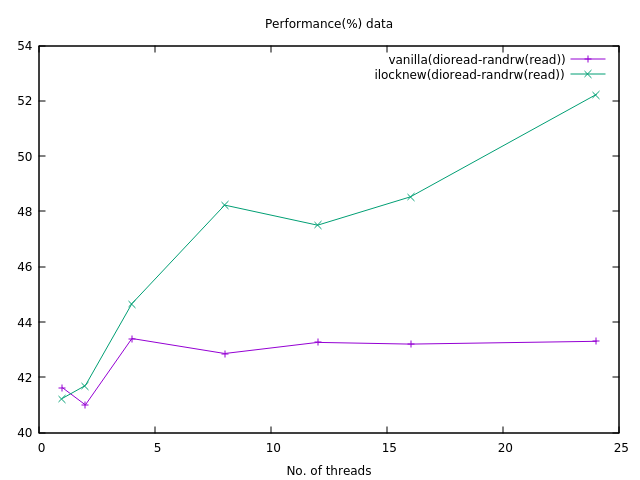 Performance(%) data
vanilla(dioread-randrw(read))
ilocknew(dioread-randrw(read))
54
52
50
48
46
44
42
40
0 5 10 15 20 25
No. of threads